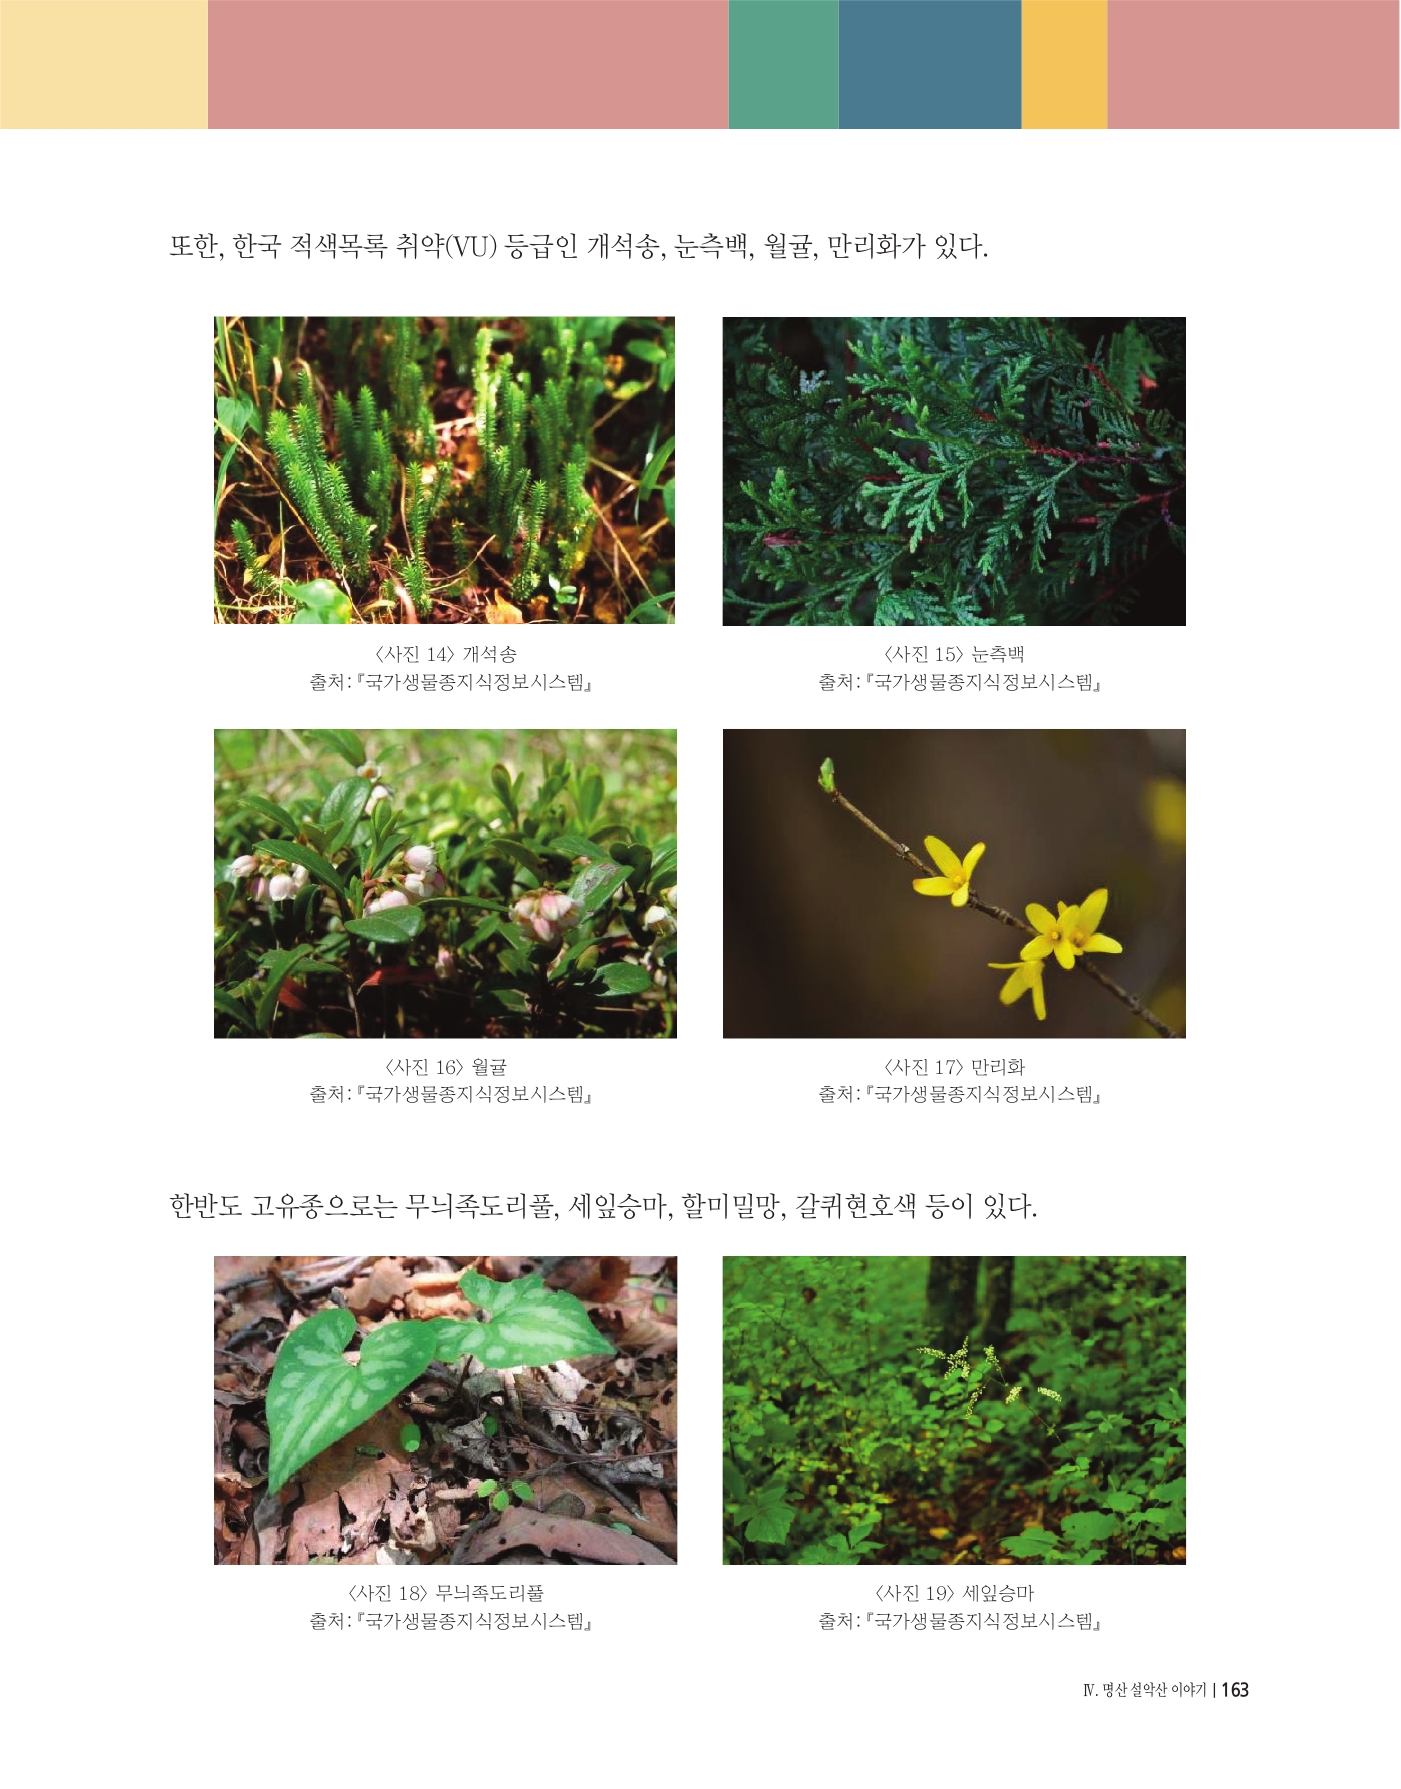 또한, 한국 적색목록 취약(VU) 등급인 개석송, 눈측백, 월귤, 만리화가 있다.
〈사진 14〉 개석송
출처:『국가생물종지식정보시스템』
〈사진 15〉 눈측백
출처:『국가생물종지식정보시스템』
〈사진 16〉 월귤
출처:『국가생물종지식정보시스템』
〈사진 17〉 만리화
출처:『국가생물종지식정보시스템』
한반도 고유종으로는 무늬족도리풀, 세잎승마, 할미밀망, 갈퀴현호색 등이 있다.
〈사진 18〉 무늬족도리풀
출처:『국가생물종지식정보시스템』
〈사진 19〉 세잎승마
출처:『국가생물종지식정보시스템』
Ⅳ. 명산 설악산 이야기 | 163